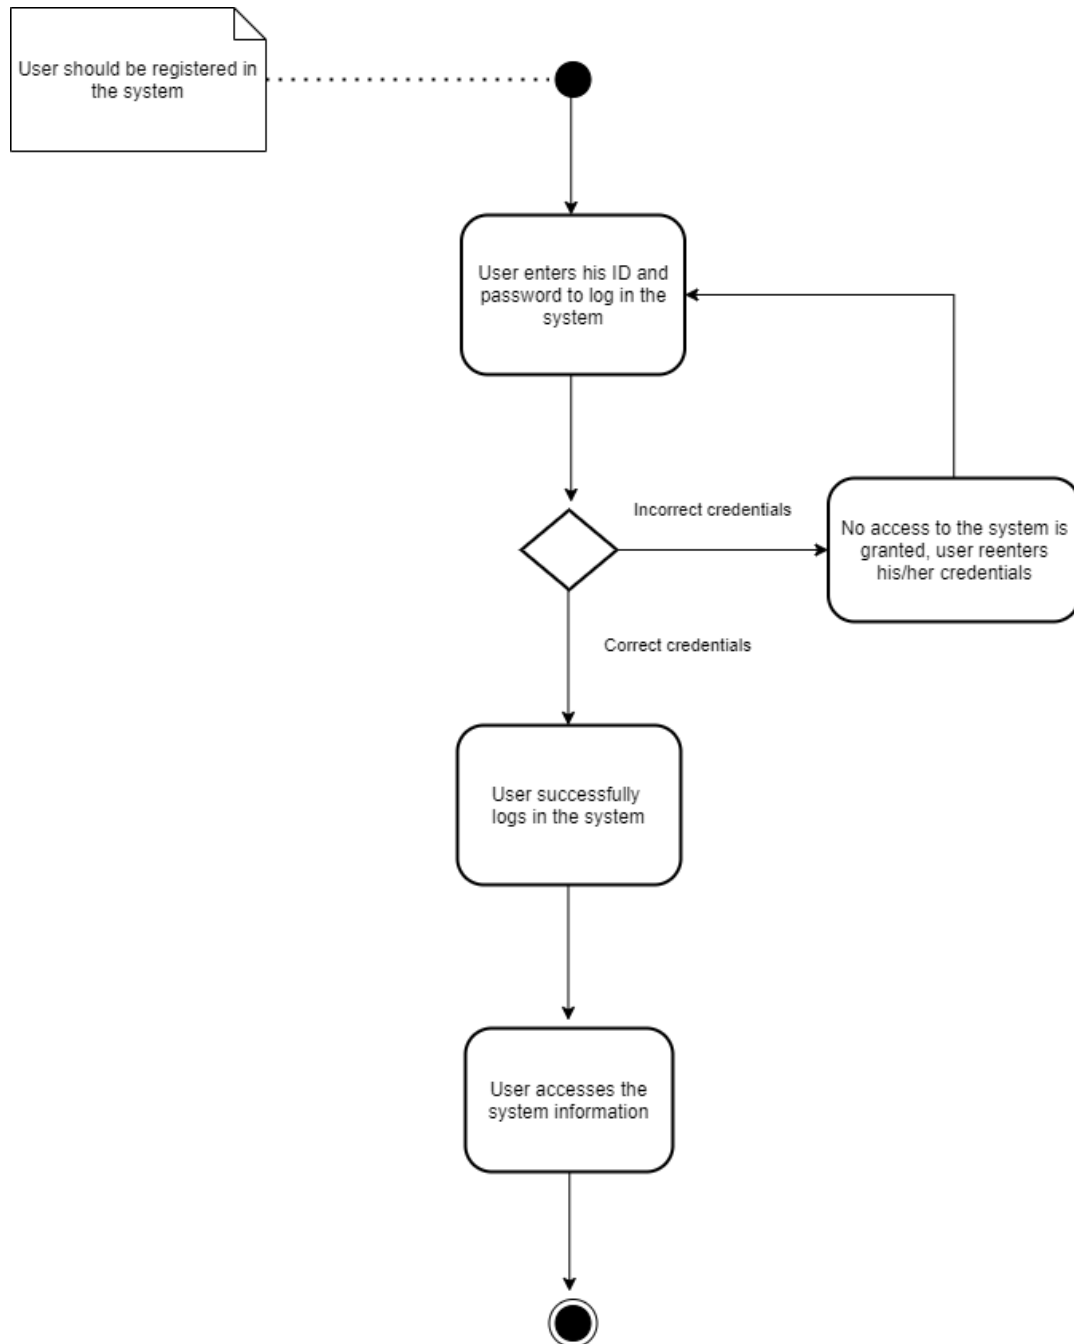 User should be registered in
the system
User enters his ID and
password to log in the
system
Incorrect credentials
No access to the system is
granted, user reenters
his/her credentials
Correct credentials
User successfully
logs in the system
User accesses the
system information